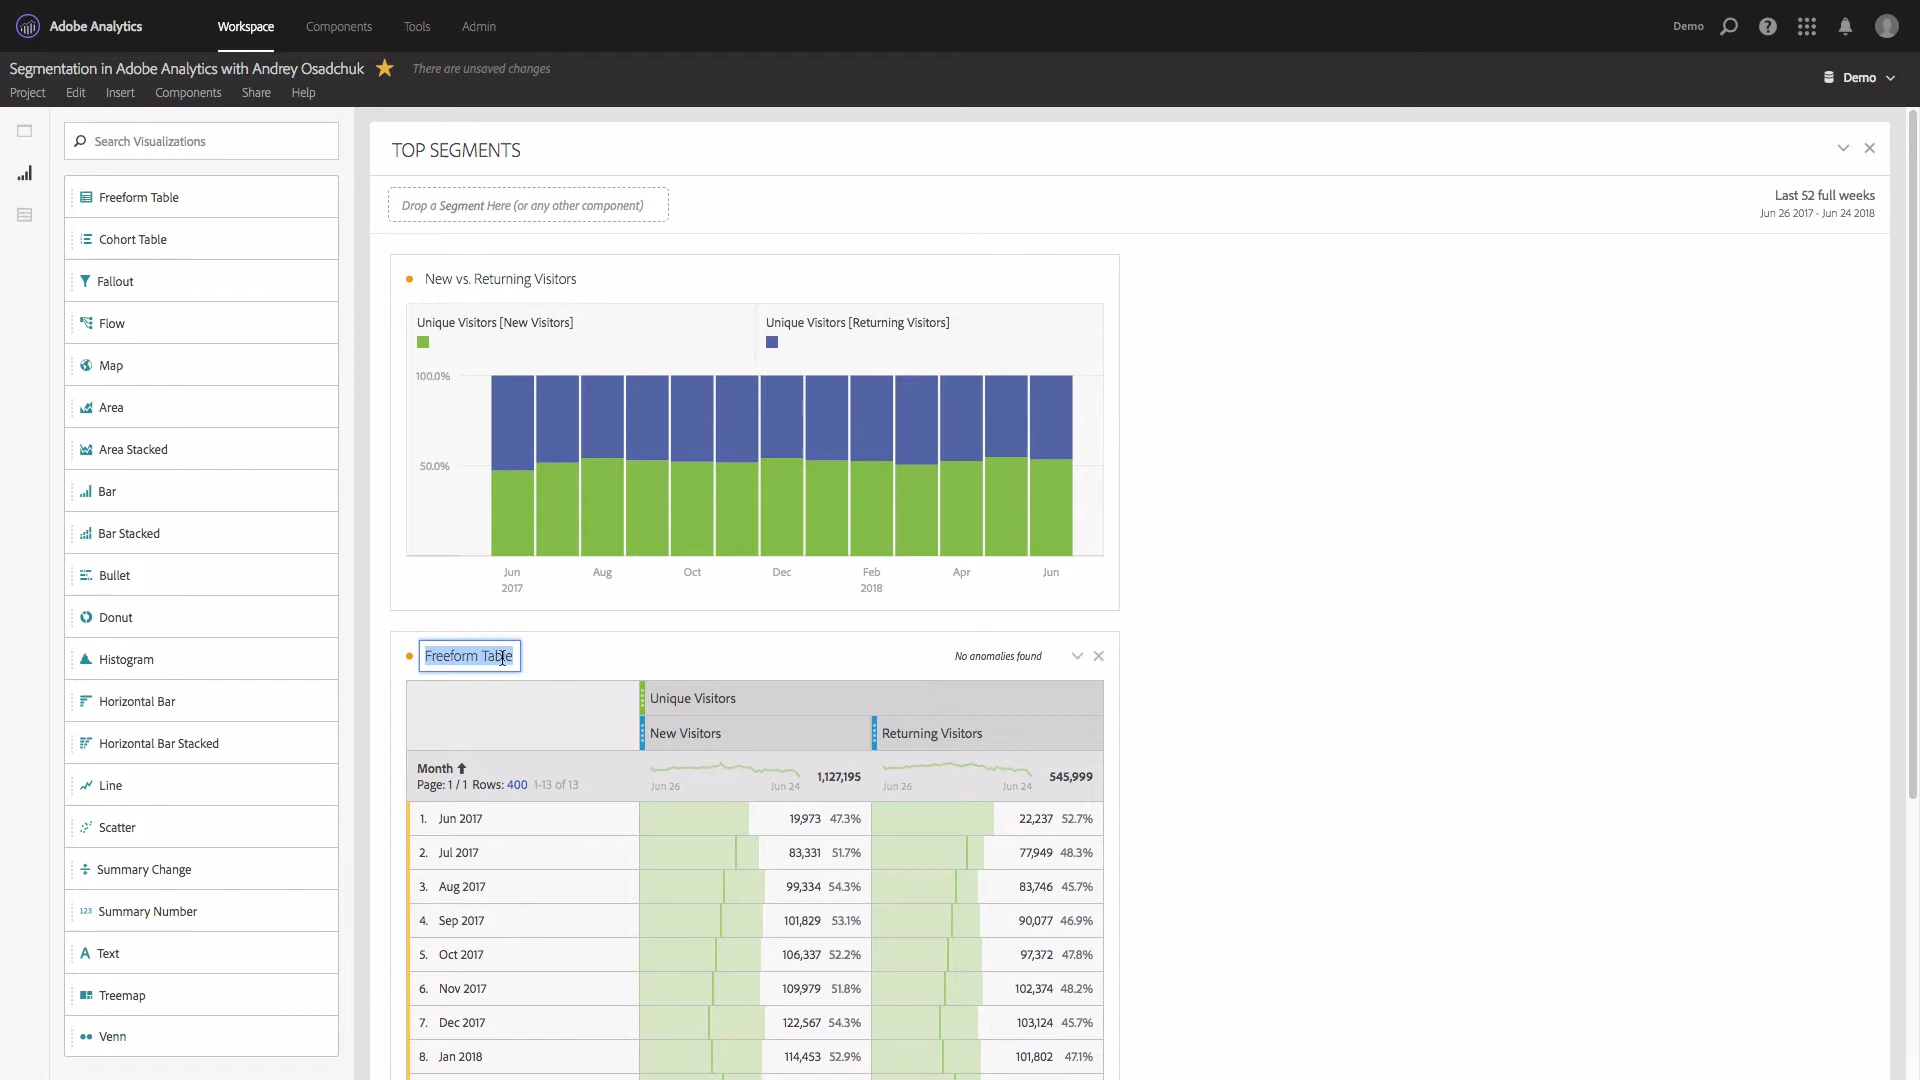 Adobe Analytics
Workspace
Components
Tools
Admin
Demo
Segmentation in Adobe Analytics with Andrey Osadchuk
There are unsaved changes
Project
Edit
Insert
Components
Share
Help
Demo
Search Visualizations
Freeform Table
Cohort Table
Fallout
Flow
Map
Area
Area Stacked
Bar
Bar Stacked
Bullet
Donut
Histogram
Horizontal Bar
Horizontal Bar Stacked
Line
Scatter
Summary Change
123 Summary Number
A Text
Treemap
Venn
TOP SEGMENTS
Drop a Segment Here (or any other component)
Last 52 full weeks
Jun 26 2017 - Jun 24 2018
New vs. Returning Visitors
Unique Visitors [New Visitors]
Unique Visitors [Returning Visitors]
100.0%
50.0%
Jun
2017
Aug
Oct
Dec
Feb
2018
Apr
Jun
Freeform Table
No anomalies found
Unique Visitors
New Visitors
Returning Visitors
Month
Page: 1 / 1 Rows: 400 1-13 of 13
Jun 26
Jun 24
1,127,195
Jun 26
Jun 24
545,999
1. Jun 2017 19,973 47.3% 22,237 52.7%
2. Jul 2017 83,331 51.7% 77,949 48.3%
3. Aug 2017 99,334 54.3% 83,746 45.7%
4. Sep 2017 101,829 53.1% 90,077 46.9%
5. Oct 2017 106,337 52.2% 97,372 47.8%
6. Nov 2017 109,979 51.8% 102,374 48.2%
7. Dec 2017 122,567 54.3% 103,124 45.7%
8. Jan 2018 114,453 52.9% 101,802 47.1%